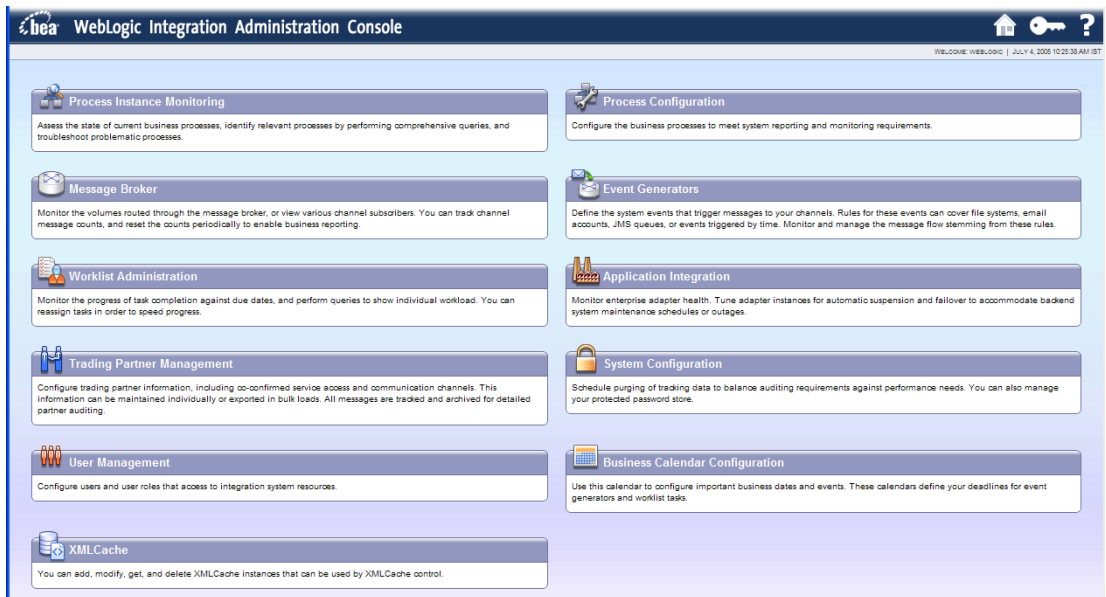 bea WebLogic Integration Administration Console
?
WELCOME: WEBLOGIC | JULY 4, 2005 10:25:38 AM IST
Process Instance Monitoring
Assess the state of current business processes, identify relevant processes by performing comprehensive queries, and
troubleshoot problematic processes.
Process Configuration
Configure the business processes to meet system reporting and monitoring requirements.
Message Broker
Monitor the volumes routed through the message broker, or view various channel subscribers. You can track channel
message counts, and reset the counts periodically to enable business reporting.
Event Generators
Define the system events that trigger messages to your channels. Rules for these events can cover file systems, email
accounts, JMS queues, or events triggered by time. Monitor and manage the message flow stemming from these rules.
Worklist Administration
Monitor the progress of task completion against due dates, and perform queries to show individual workload. You can
reassign tasks in order to speed progress.
Application Integration
Monitor enterprise adapter health. Tune adapter instances for automatic suspension and failover to accommodate backend
system maintenance schedules or outages.
Trading Partner Management
Configure trading partner information, including co-confirmed service access and communication channels. This
information can be maintained individually or exported in bulk loads. All messages are tracked and archived for detailed
partner auditing.
System Configuration
Schedule purging of tracking data to balance auditing requirements against performance needs. You can also manage
your protected password store.
User Management
Configure users and user roles that access to integration system resources.
Business Calendar Configuration
Use this calendar to configure important business dates and events. These calendars define your deadlines for event
generators and worklist tasks.
XMLCache
You can add, modify, get, and delete XMLCache instances that can be used by XMLCache control.